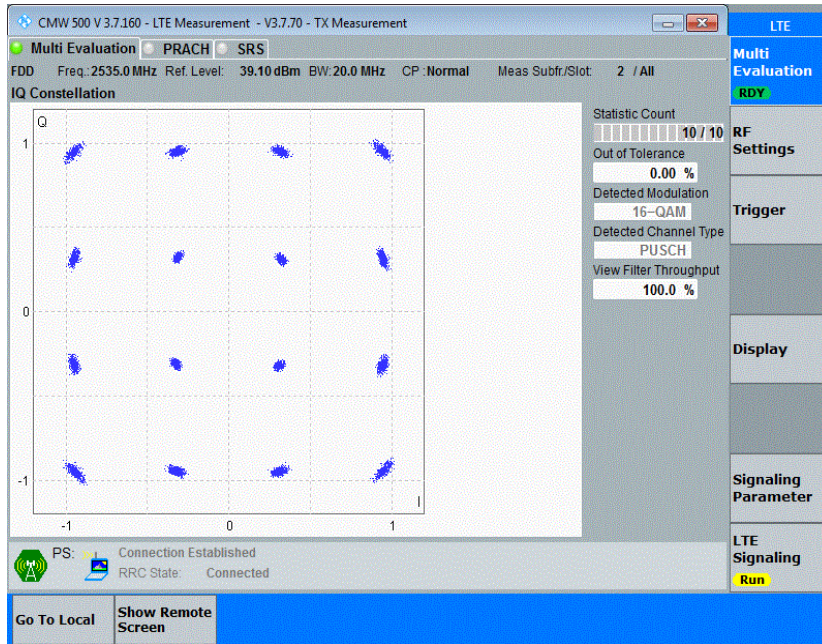 CMW 500 V 3.7.160 - LTE Measurement - V3.7.70 - TX Measurement
LTE
Multi Evaluation PRACH SRS
Multi
Evaluation
RDY
FDD Freq.:2535.0 MHz Ref. Level: 39.10 dBm BW:20.0 MHz CP :Normal Meas Subfr./Slot: 2 / All
IQ Constellation
Q
1
0
-1
-1 0 1
I
Statistic Count
10 / 10
Out of Tolerance
0.00 %
Detected Modulation
16-QAM
Detected Channel Type
PUSCH
View Filter Throughput
100.0 %
RF
Settings
Trigger
Display
Signaling
Parameter
LTE
Signaling
Run
PS: Connection Established
RRC State: Connected
Go To Local
Show Remote
Screen